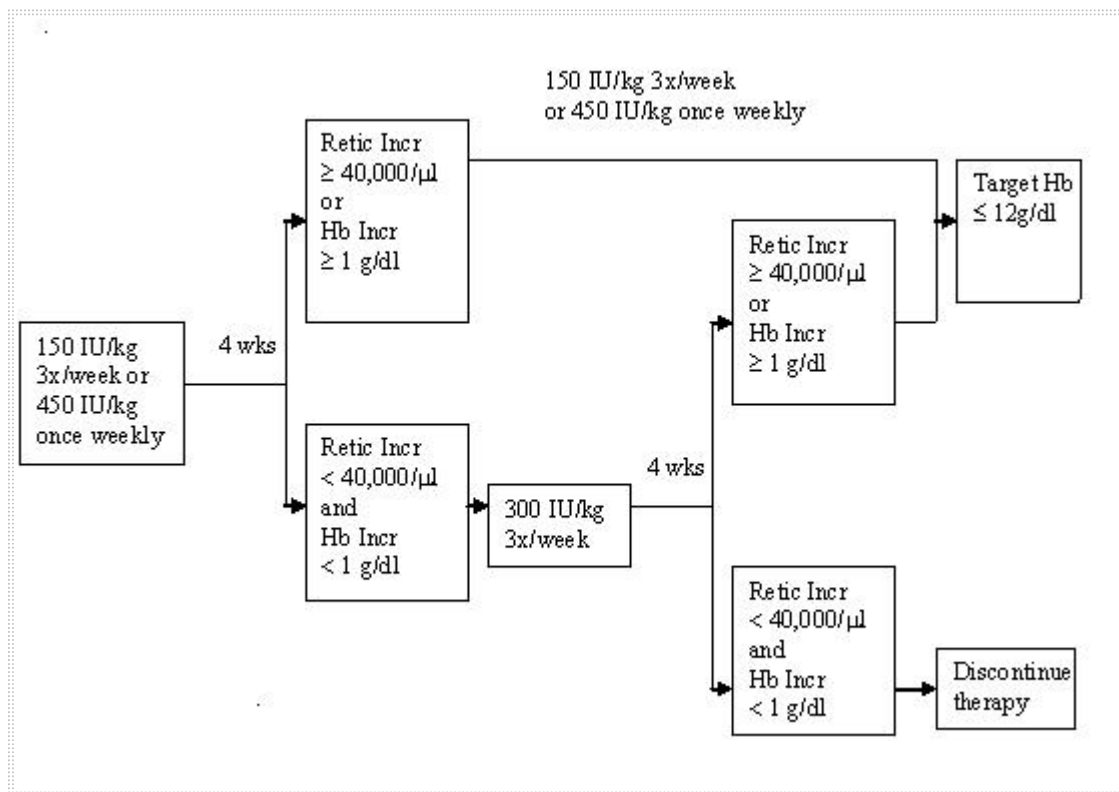 150 IU/kg
3x/week or
450 IU/kg
once weekly
4 wks
Retic Incr
≥ 40,000/µl
or
Hb Incr
≥ 1 g/dl
150 IU/kg 3x/week
or 450 IU/kg once weekly
Retic Incr
< 40,000/µl
and
Hb Incr
< 1 g/dl
300 IU/kg
3x/week
4 wks
Retic Incr
≥ 40,000/µl
or
Hb Incr
≥ 1 g/dl
Target Hb
≤ 12g/dl
Retic Incr
< 40,000/µl
and
Hb Incr
< 1 g/dl
Discontinue
therapy